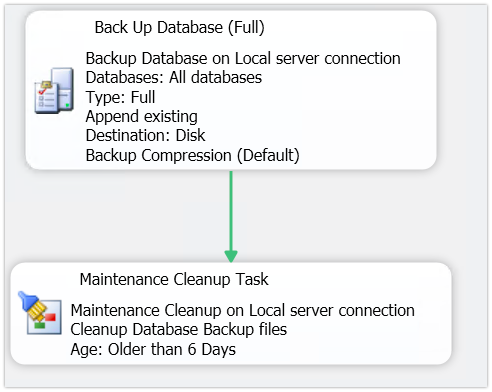 Back Up Database (Full)
Backup Database on Local server connection
Databases: All databases
Type: Full
Append existing
Destination: Disk
Backup Compression (Default)
Maintenance Cleanup Task
Maintenance Cleanup on Local server connection
Cleanup Database Backup files
Age: Older than 6 Days